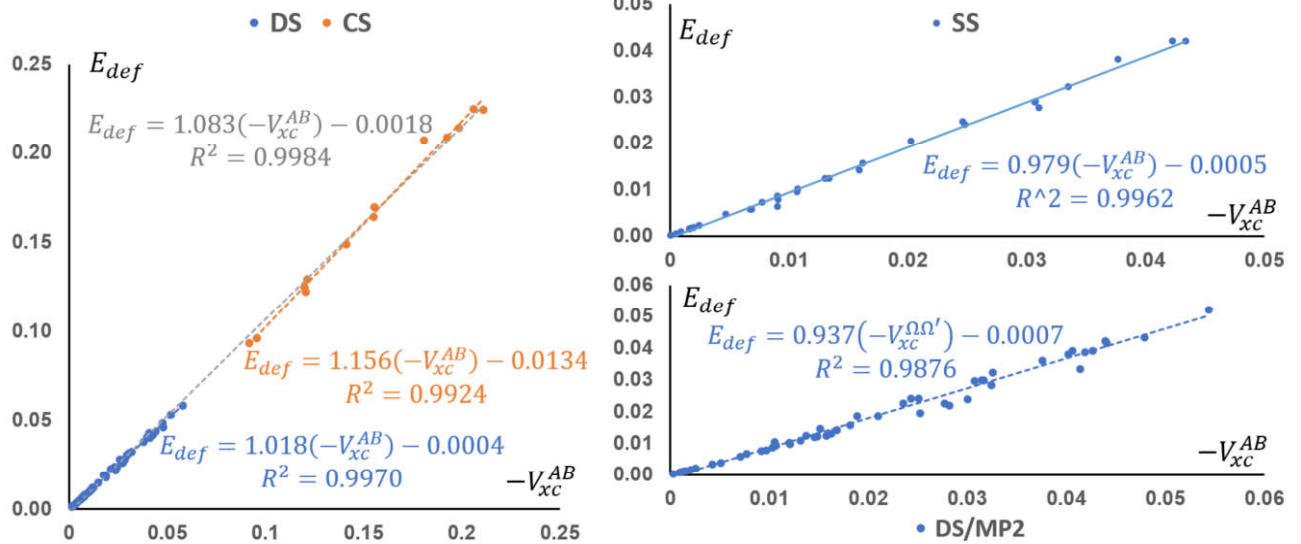 DS CS
E_def
0.25
0.20
0.15
0.10
0.05
0.00
E_def = 1.083(−V_xc^AB) − 0.0018
R² = 0.9984
E_def = 1.156(−V_xc^AB) − 0.0134
R² = 0.9924
E_def = 1.018(−V_xc^AB) − 0.0004
R² = 0.9970
−V_xc^AB
0 0.05 0.1 0.15 0.2 0.25
SS
E_def
0.05
0.04
0.03
0.02
0.01
0.00
E_def = 0.979(−V_xc^AB) − 0.0005
R^2 = 0.9962
−V_xc^AB
0 0.01 0.02 0.03 0.04 0.05
E_def
0.06
0.05
0.04
0.03
0.02
0.01
0.00
E_def = 0.937(−V_xc^ΩΩ′) − 0.0007
R² = 0.9876
−V_xc^AB
0 0.01 0.02 0.03 0.04 0.05 0.06
DS/MP2